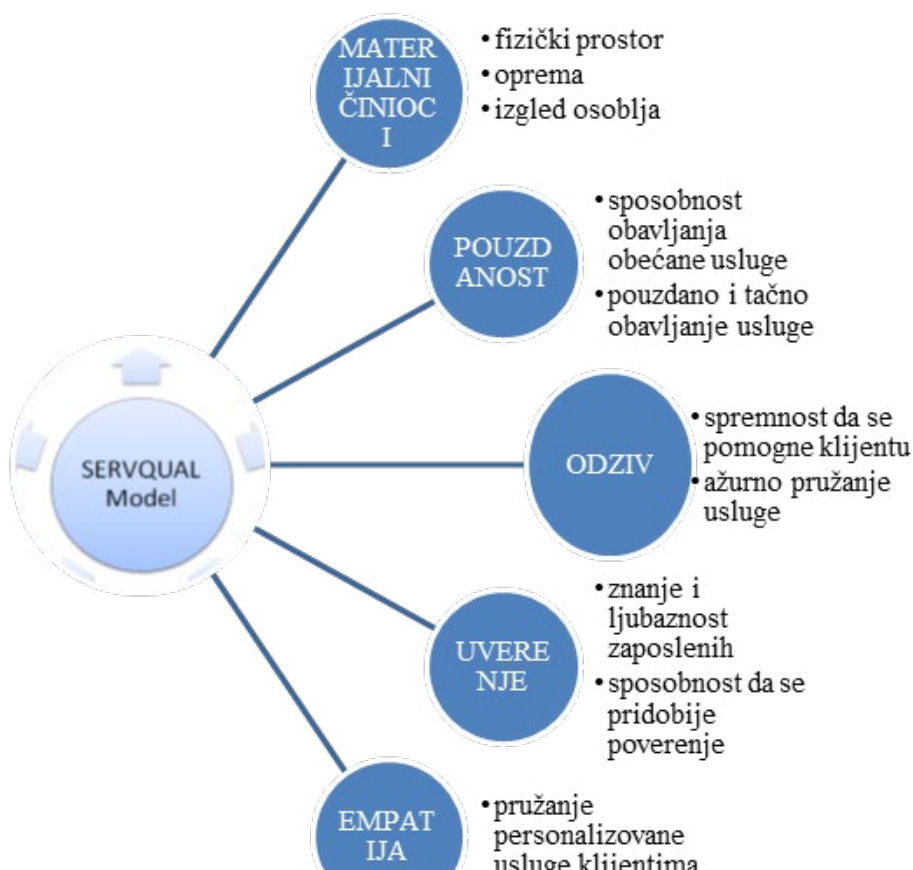 MATER
IJALNI
ČINIOC
I
• fizički prostor
• oprema
• izgled osoblja
POUZD
ANOST
• sposobnost
obavljanja
obećane usluge
• pouzdano i tačno
obavljanje usluge
SERVQUAL
Model
ODZIV
• spremnost da se
pomogne klijentu
• ažurno pružanje
usluge
UVERE
NJE
• znanje i
ljubaznost
zaposlenih
• sposobnost da se
pridobije
poverenje
EMPAT
IJA
• pružanje
personalizovane
usluge klijentima